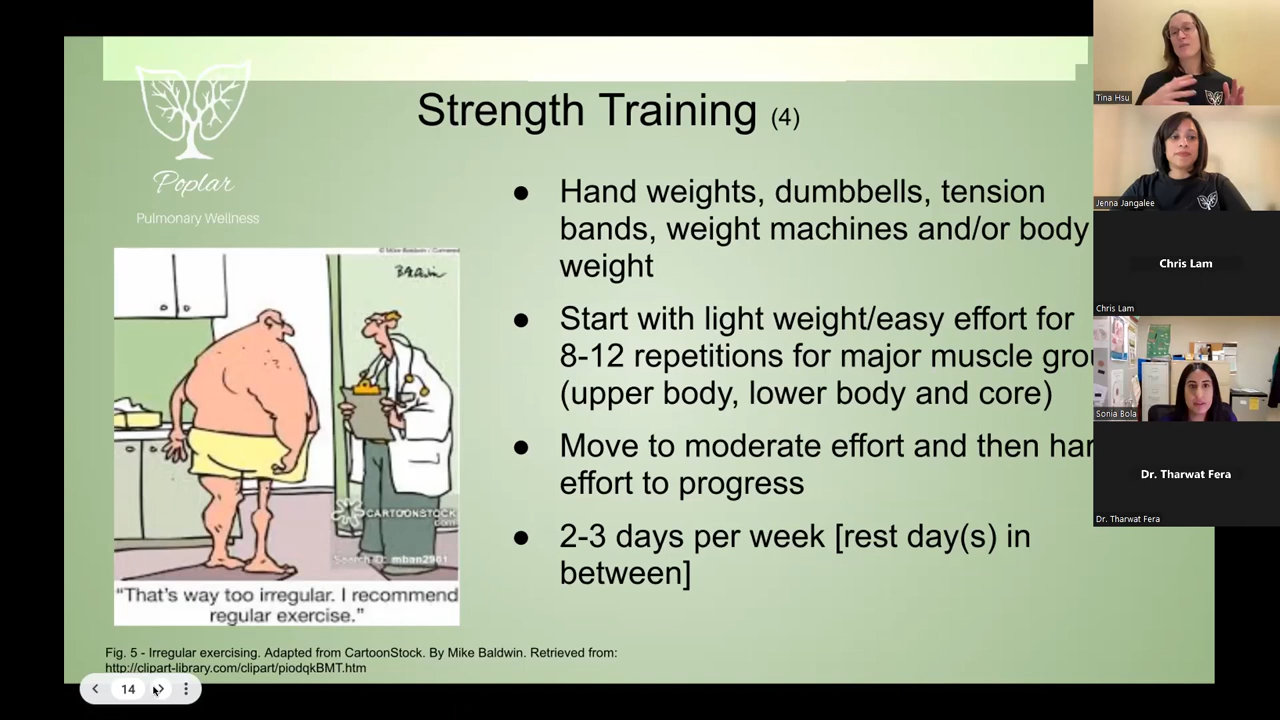 Strength Training (4)
Poplar
Pulmonary Wellness
● Hand weights, dumbbells, tension
bands, weight machines and/or body
weight
● Start with light weight/easy effort for
8-12 repetitions for major muscle grou
(upper body, lower body and core)
● Move to moderate effort and then har
effort to progress
● 2-3 days per week [rest day(s) in
between]
CARTOONSTOCK
.com
Search ID: mban2961
"That's way too irregular. I recommend
regular exercise."
Fig. 5 - Irregular exercising. Adapted from CartoonStock. By Mike Baldwin. Retrieved from:
http://clipart-library.com/clipart/piodqkBMT.htm
14
Tina Hsu
Jenna Jangalee
Chris Lam
Chris Lam
Sonia Bola
Dr. Tharwat Fera
Dr. Tharwat Fera